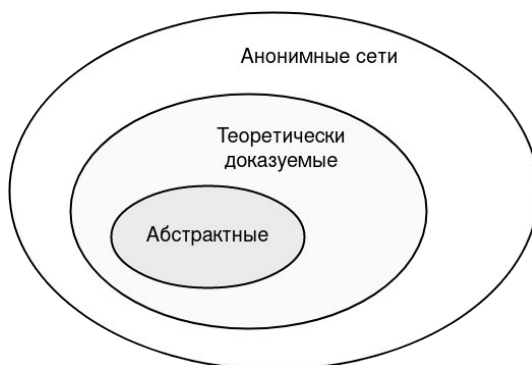 Анонимные сети
Теоретически
доказуемые
Абстрактные